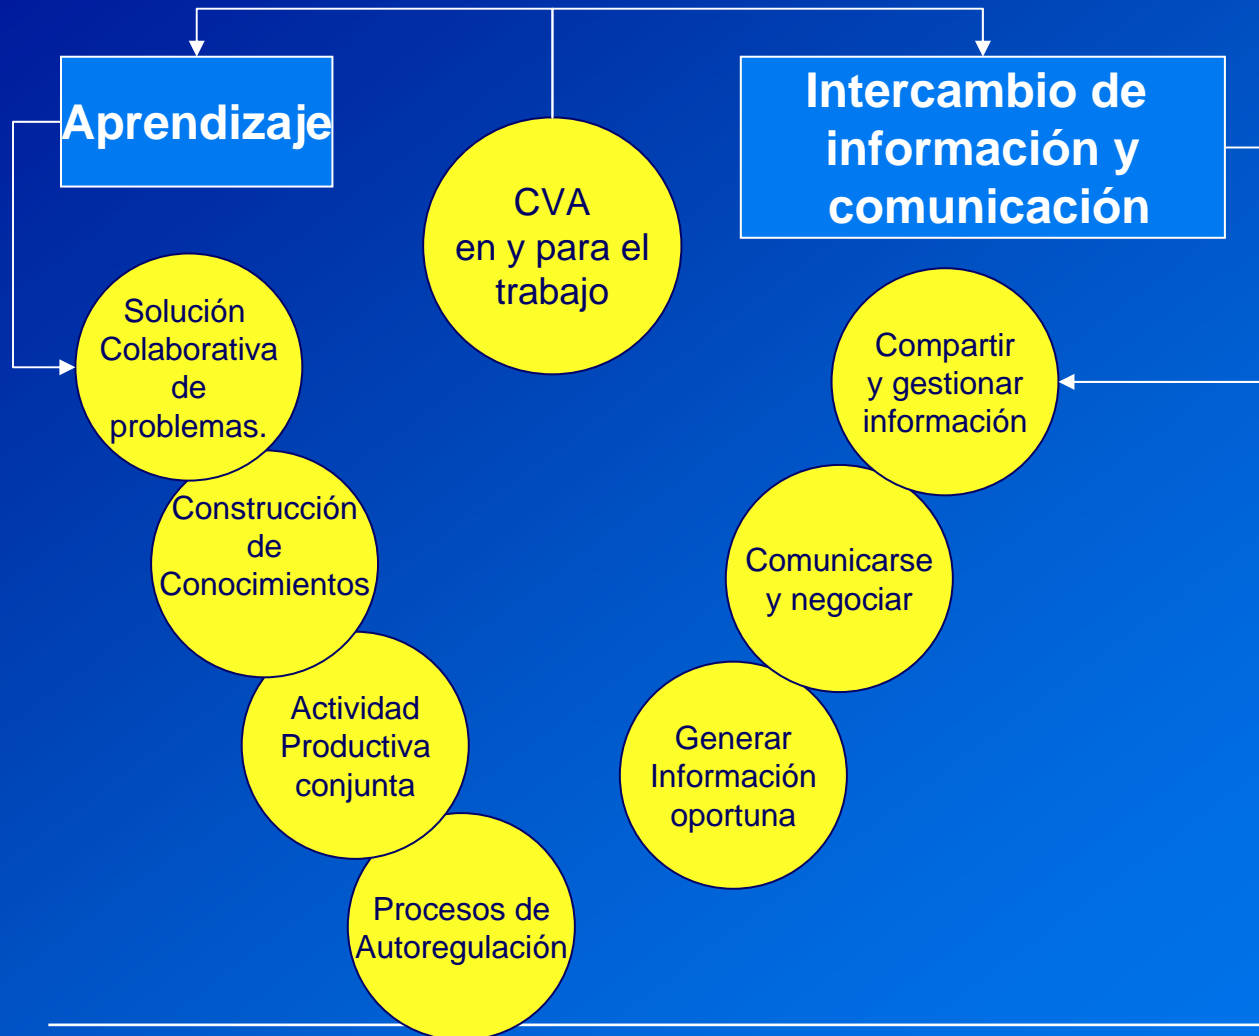 Aprendizaje
Intercambio de
información y
comunicación
CVA
en y para el
trabajo
Solución
Colaborativa
de
problemas.
Construcción
de
Conocimientos
Actividad
Productiva
conjunta
Procesos de
Autoregulación
Compartir
y gestionar
información
Comunicarse
y negociar
Generar
Información
oportuna